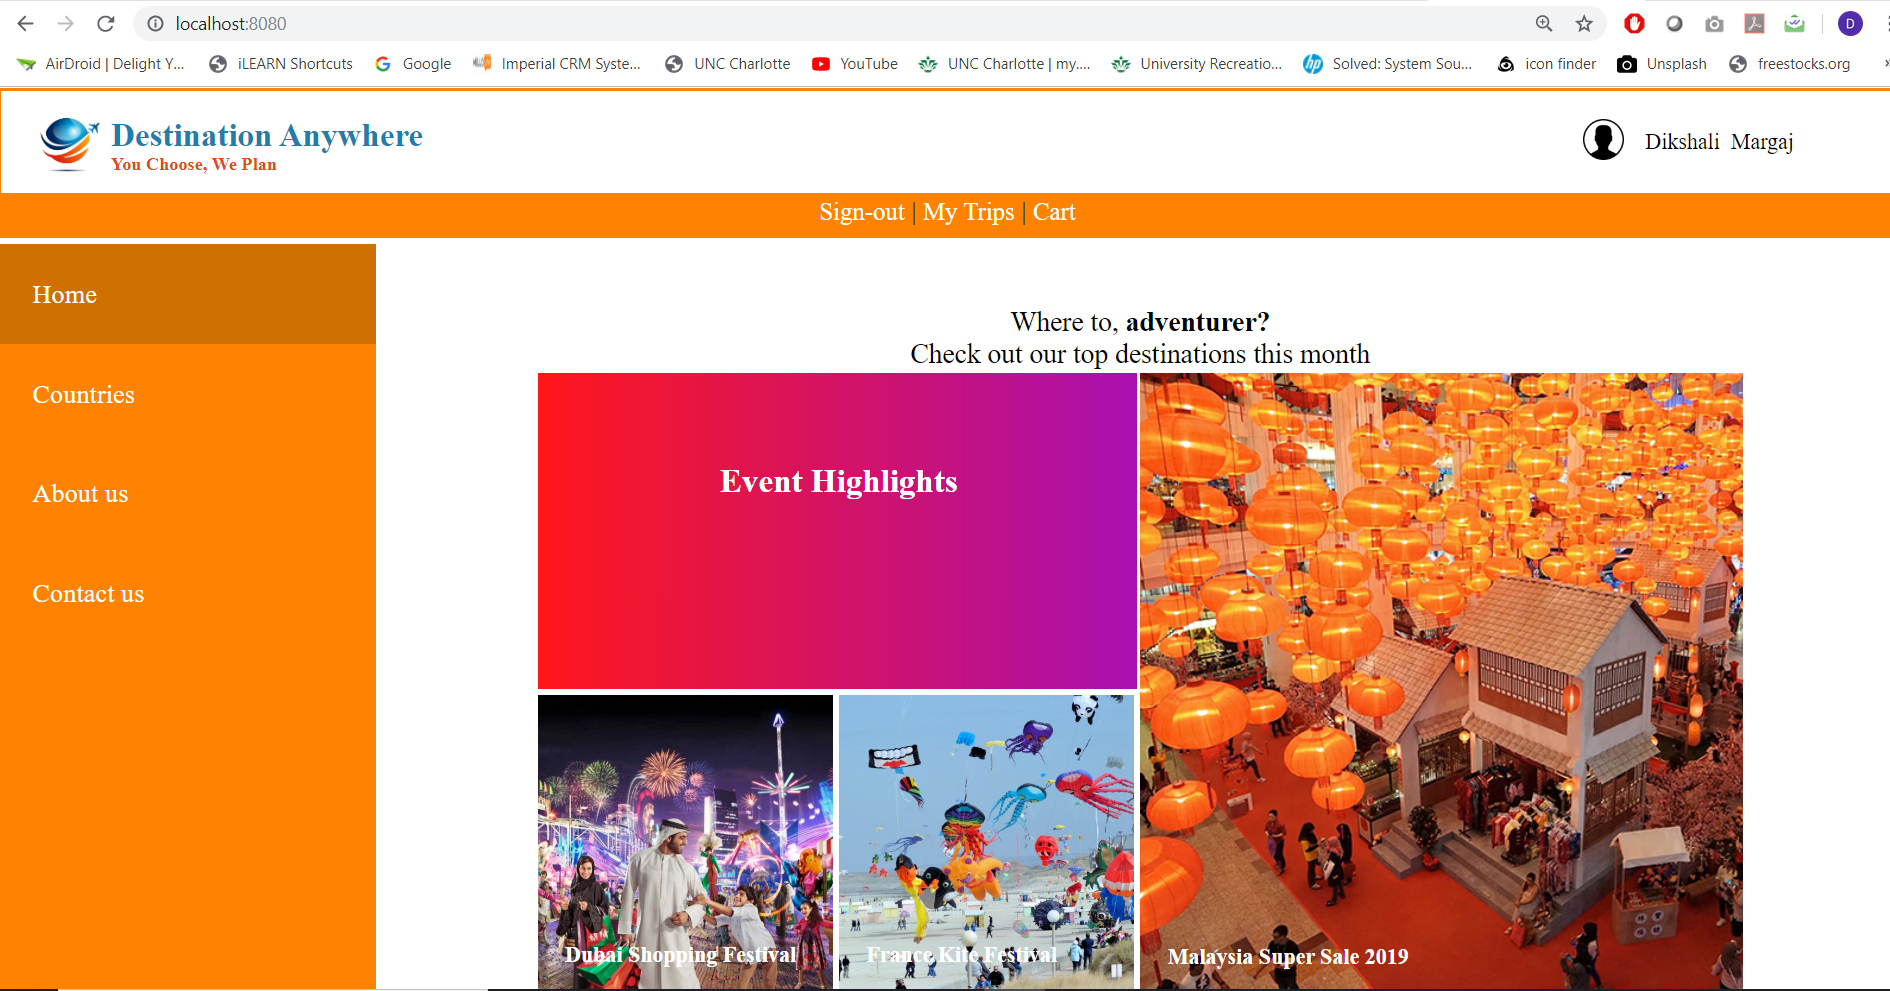 localhost:8080
D
AirDroid | Delight Y...
iLEARN Shortcuts
Google
Imperial CRM Syste...
UNC Charlotte
YouTube
UNC Charlotte | my....
University Recreatio...
hp
Solved: System Sou...
icon finder
Unsplash
freestocks.org
»
Destination Anywhere
You Choose, We Plan
Dikshali Margaj
Sign-out | My Trips | Cart
Home
Countries
About us
Contact us
Where to, adventurer?
Check out our top destinations this month
Event Highlights
Dubai Shopping Festival
France Kite Festival
Malaysia Super Sale 2019